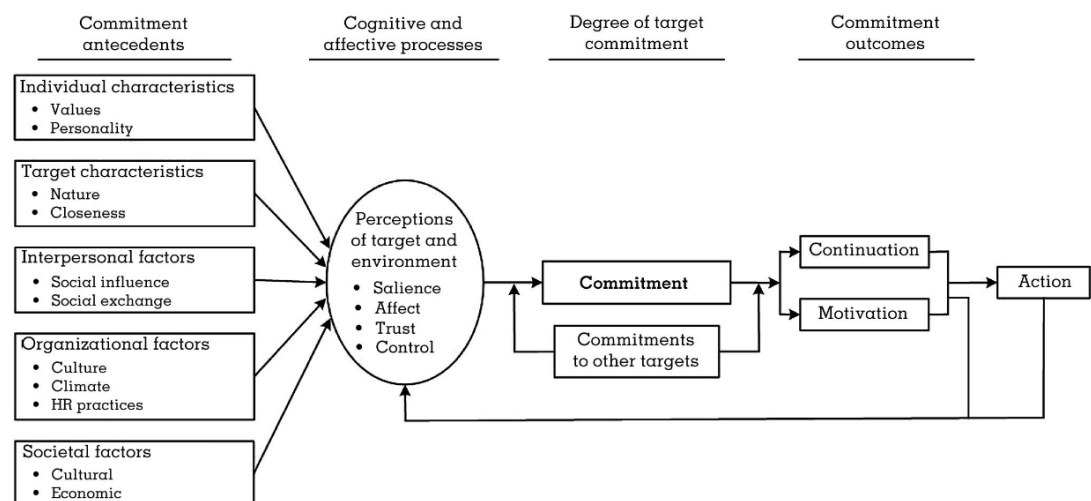 Commitment
antecedents
Cognitive and
affective processes
Degree of target
commitment
Commitment
outcomes
Individual characteristics
• Values
• Personality
Target characteristics
• Nature
• Closeness
Interpersonal factors
• Social influence
• Social exchange
Organizational factors
• Culture
• Climate
• HR practices
Societal factors
• Cultural
• Economic
Perceptions
of target and
environment
• Salience
• Affect
• Trust
• Control
Commitment
Commitments
to other targets
Continuation
Motivation
Action